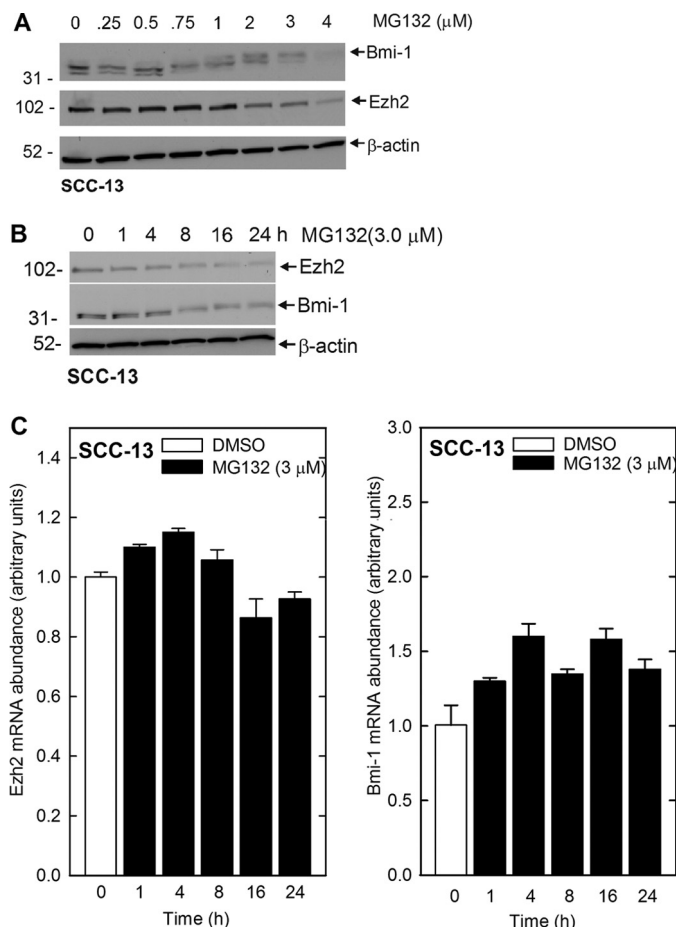 A
0 .25 0.5 .75 1 2 3 4 MG132 (μM)
Bmi-1
31 -
102 - Ezh2
52 - β-actin
SCC-13
B
0 1 4 8 16 24 h MG132(3.0 μM)
102- Ezh2
31- Bmi-1
52- β-actin
SCC-13
C
SCC-13
DMSO
MG132 (3 μM)
Ezh2 mRNA abundance (arbitrary units)
1.4
1.2
1.0
0.8
0.6
0.4
0.2
0.0
0 1 4 8 16 24
Time (h)
SCC-13
DMSO
MG132 (3 μM)
Bmi-1 mRNA abundance (arbitrary units)
3.0
2.5
2.0
1.5
1.0
0.5
0.0
0 1 4 8 16 24
Time (h)